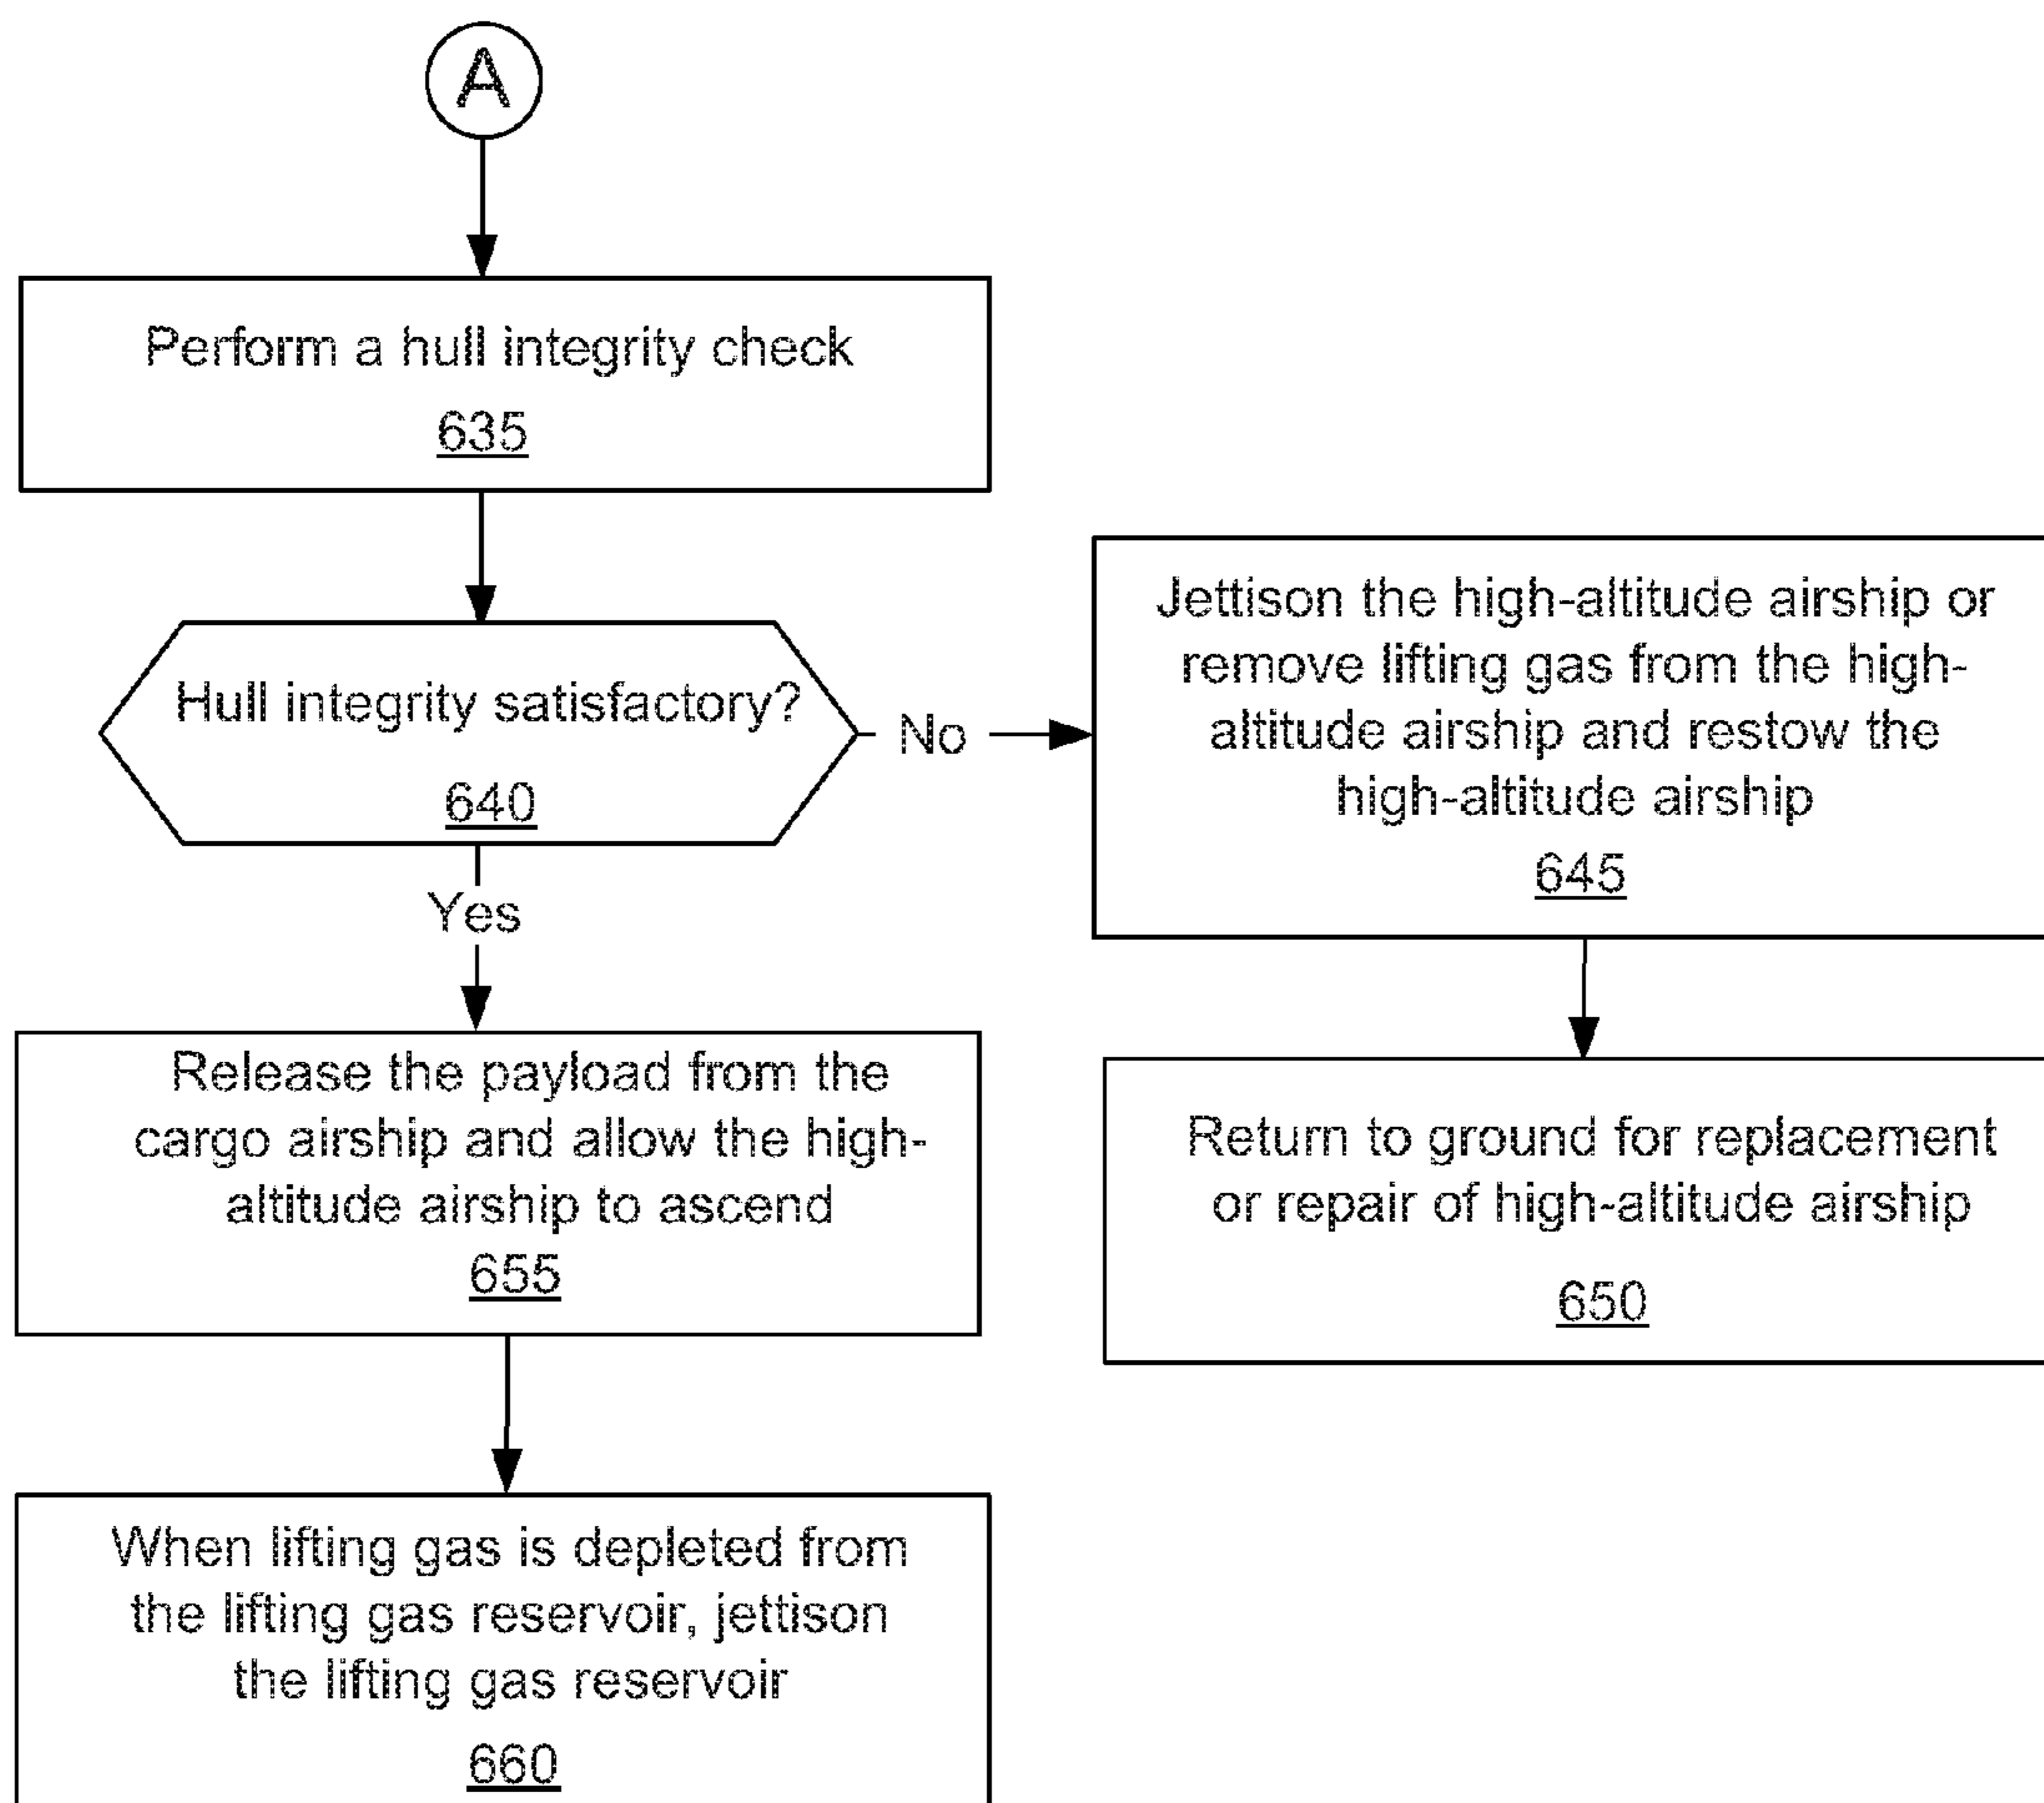 A
Perform a hull integrity check
635
Hull integrity satisfactory?
640
No
Jettison the high-altitude airship or
remove lifting gas from the high-
altitude airship and restow the
high-altitude airship
645
Yes
Release the payload from the
cargo airship and allow the high-
altitude airship to ascend
655
Return to ground for replacement
or repair of high-altitude airship
650
When lifting gas is depleted from
the lifting gas reservoir, jettison
the lifting gas reservoir
660